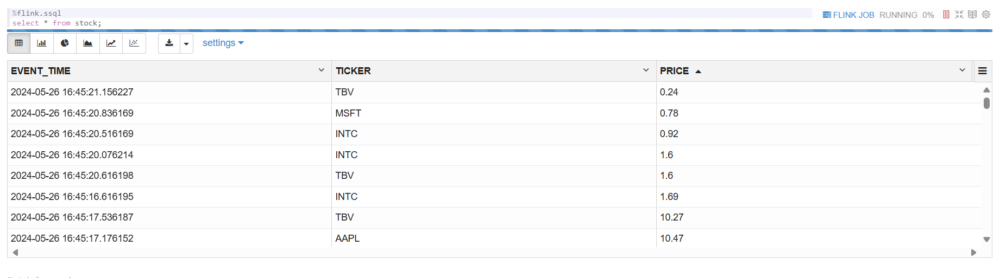 %flink.ssql
select * from stock;
FLINK JOB RUNNING 0%
settings
EVENT_TIME TICKER PRICE
2024-05-26 16:45:21.156227 TBV 0.24
2024-05-26 16:45:20.836169 MSFT 0.78
2024-05-26 16:45:20.516169 INTC 0.92
2024-05-26 16:45:20.076214 INTC 1.6
2024-05-26 16:45:20.616198 TBV 1.6
2024-05-26 16:45:16.616195 INTC 1.69
2024-05-26 16:45:17.536187 TBV 10.27
2024-05-26 16:45:17.176152 AAPL 10.47